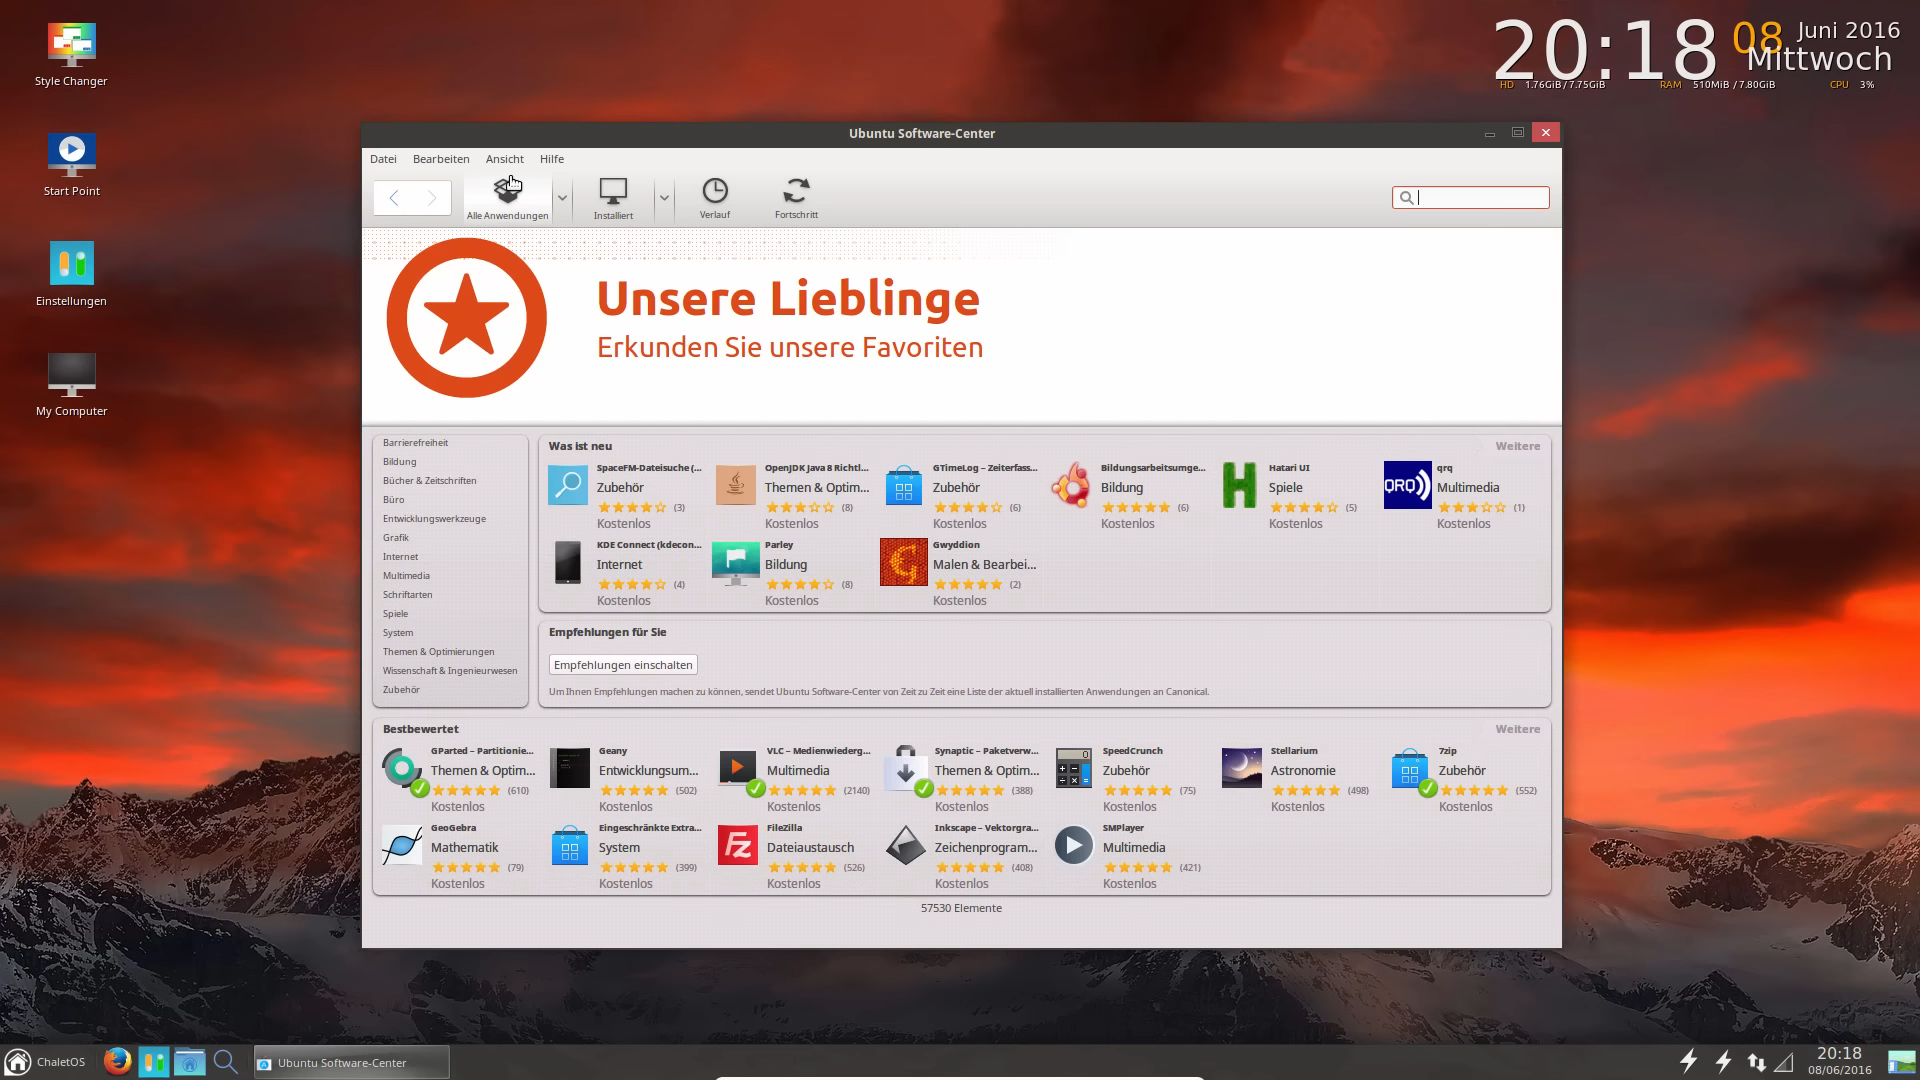 Style Changer
Start Point
Einstellungen
My Computer
20:18 08 Juni 2016
Mittwoch
HD 1.76GiB/7.75GiB RAM 510MiB /7.80GiB CPU 3%
Ubuntu Software-Center
Datei Bearbeiten Ansicht Hilfe
Alle Anwendungen Installiert Verlauf Fortschritt
Unsere Lieblinge
Erkunden Sie unsere Favoriten
Barrierefreiheit
Bildung
Bücher & Zeitschriften
Büro
Entwicklungswerkzeuge
Grafik
Internet
Multimedia
Schriftarten
Spiele
System
Themen & Optimierungen
Wissenschaft & Ingenieurwesen
Zubehör
Was ist neu Weitere
SpaceFM-Dateisuche (...
Zubehör
(3)
Kostenlos
OpenJDK Java 8 Richtl...
Themen & Optim...
(8)
Kostenlos
GTimeLog – Zeiterfass...
Zubehör
(6)
Kostenlos
Bildungsarbeitsumge...
Bildung
(6)
Kostenlos
H
Hatari UI
Spiele
(5)
Kostenlos
QRQ
qrq
Multimedia
(1)
Kostenlos
KDE Connect (kdecon...
Internet
(4)
Kostenlos
Parley
Bildung
(8)
Kostenlos
G
Gwyddion
Malen & Bearbei...
(2)
Kostenlos
Empfehlungen für Sie
Empfehlungen einschalten
Um Ihnen Empfehlungen machen zu können, sendet Ubuntu Software-Center von Zeit zu Zeit eine Liste der aktuell installierten Anwendungen an Canonical.
Bestbewertet Weitere
GParted – Partitionie...
Themen & Optim...
(610)
Kostenlos
Geany
Entwicklungsum...
(502)
Kostenlos
VLC – Medienwiederg...
Multimedia
(2140)
Kostenlos
Synaptic – Paketverw...
Themen & Optim...
(388)
Kostenlos
0
SpeedCrunch
Zubehör
(75)
Kostenlos
Stellarium
Astronomie
(498)
Kostenlos
7zip
Zubehör
(552)
Kostenlos
GeoGebra
Mathematik
(79)
Kostenlos
Eingeschränkte Extra...
System
(399)
Kostenlos
Fz
FileZilla
Dateiaustausch
(526)
Kostenlos
Inkscape – Vektorgra...
Zeichenprogram...
(408)
Kostenlos
SMPlayer
Multimedia
(421)
Kostenlos
57530 Elemente
ChaletOS
Ubuntu Software-Center
20:18
08/06/2016